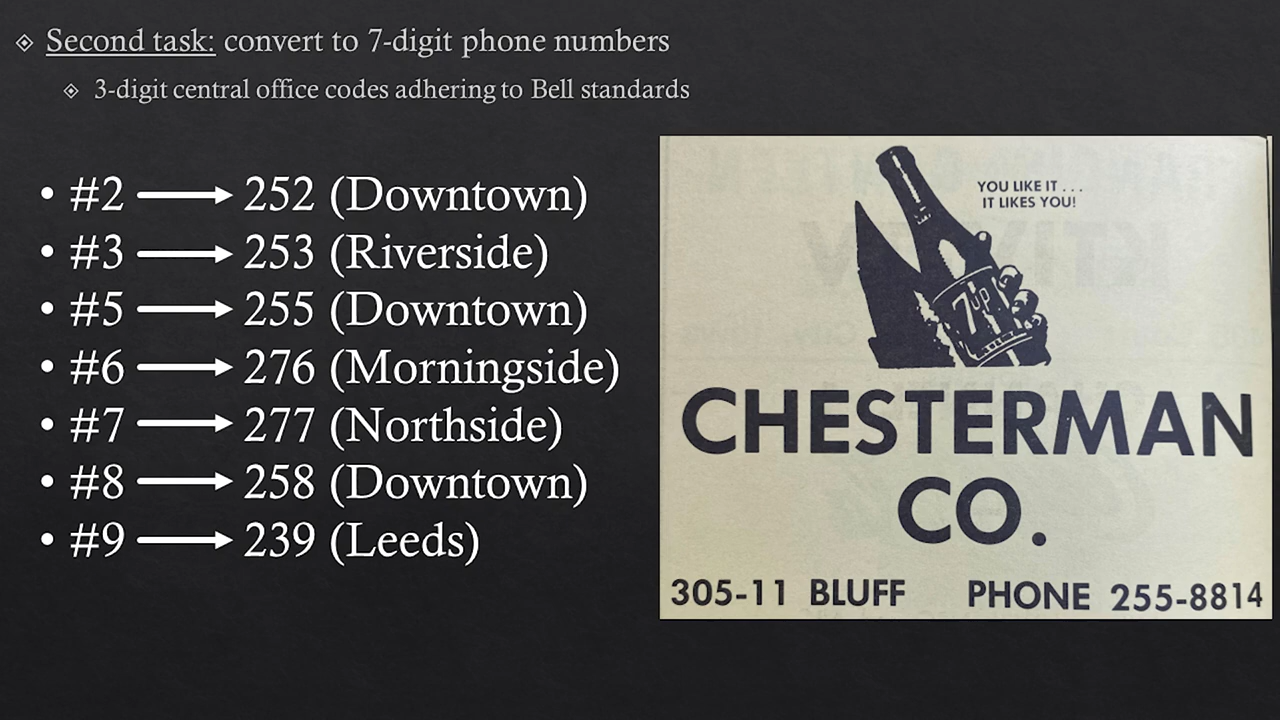 Second task: convert to 7-digit phone numbers
3-digit central office codes adhering to Bell standards
• #2 → 252 (Downtown)
• #3 → 253 (Riverside)
• #5 → 255 (Downtown)
• #6 → 276 (Morningside)
• #7 → 277 (Northside)
• #8 → 258 (Downtown)
• #9 → 239 (Leeds)
YOU LIKE IT . . .
IT LIKES YOU!
7up
CHESTERMAN
CO.
305-11 BLUFF PHONE 255-8814